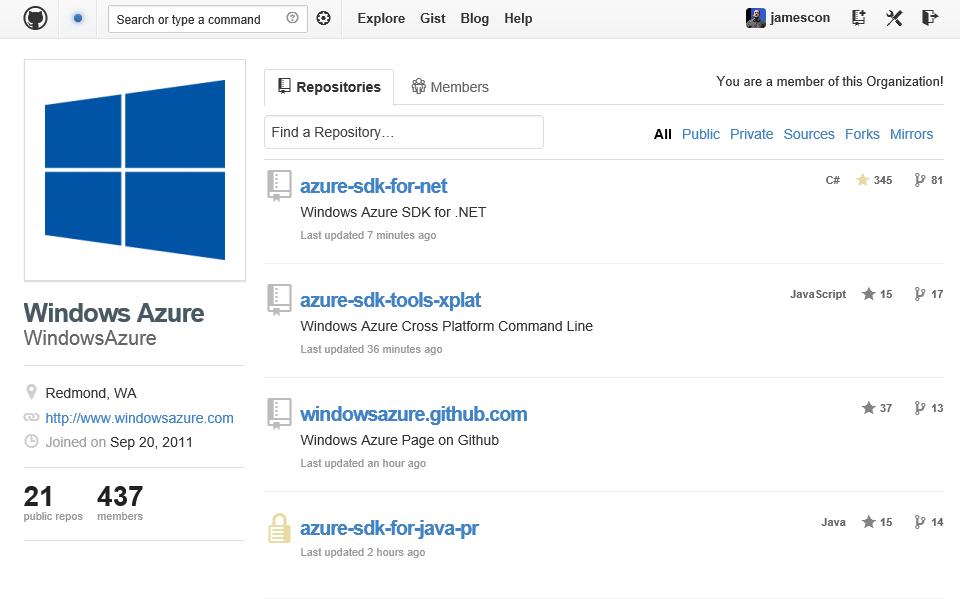 Search or type a command
Explore Gist Blog Help
jamescon
Repositories
Members
You are a member of this Organization!
Find a Repository…
All Public Private Sources Forks Mirrors
azure-sdk-for-net
C# 345 81
Windows Azure SDK for .NET
Last updated 7 minutes ago
azure-sdk-tools-xplat
JavaScript 15 17
Windows Azure Cross Platform Command Line
Last updated 36 minutes ago
windowsazure.github.com
37 13
Windows Azure Page on Github
Last updated an hour ago
azure-sdk-for-java-pr
Java 15 14
Last updated 2 hours ago
Windows Azure
WindowsAzure
Redmond, WA
http://www.windowsazure.com
Joined on Sep 20, 2011
21 437
public repos members